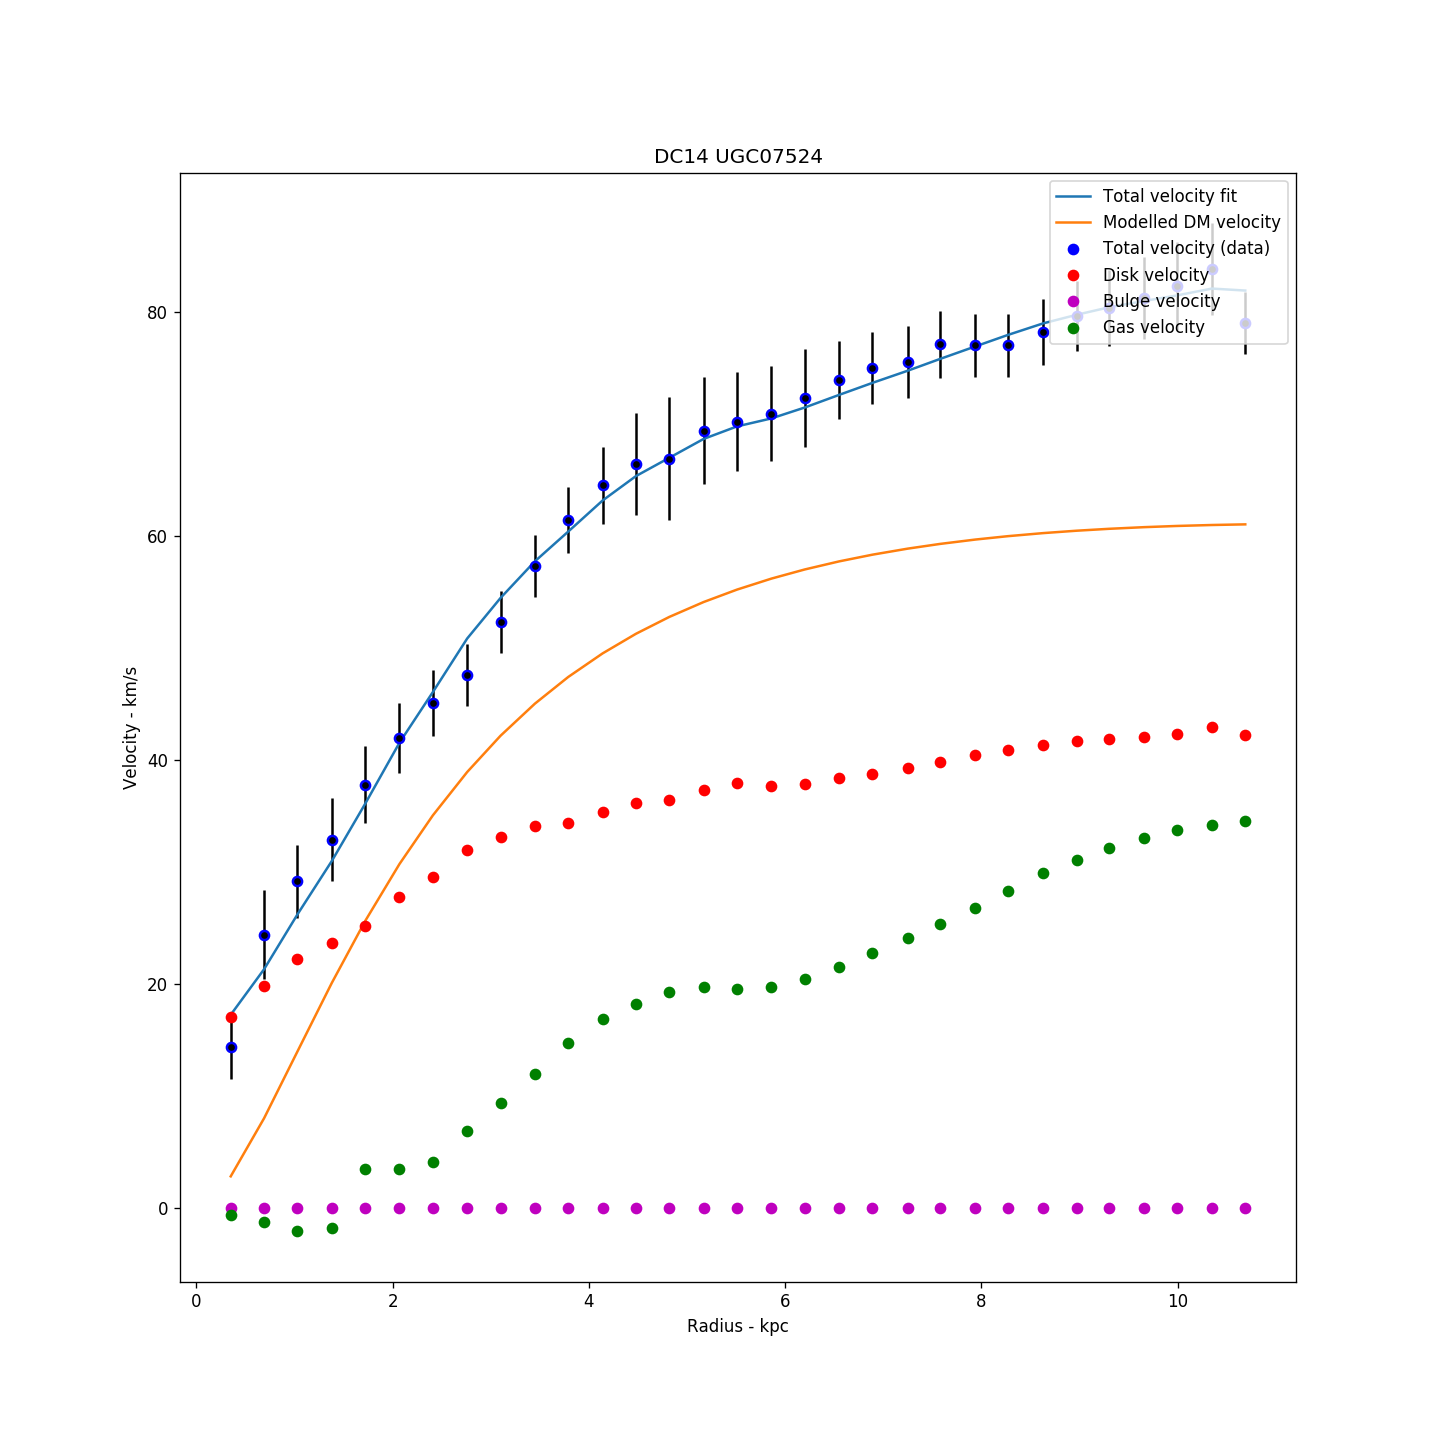 DC14 UGC07524
Total velocity fit
Modelled DM velocity
Total velocity (data)
Disk velocity
Bulge velocity
Gas velocity
80
60
40
20
0
Velocity - km/s
0 2 4 6 8 10
Radius - kpc